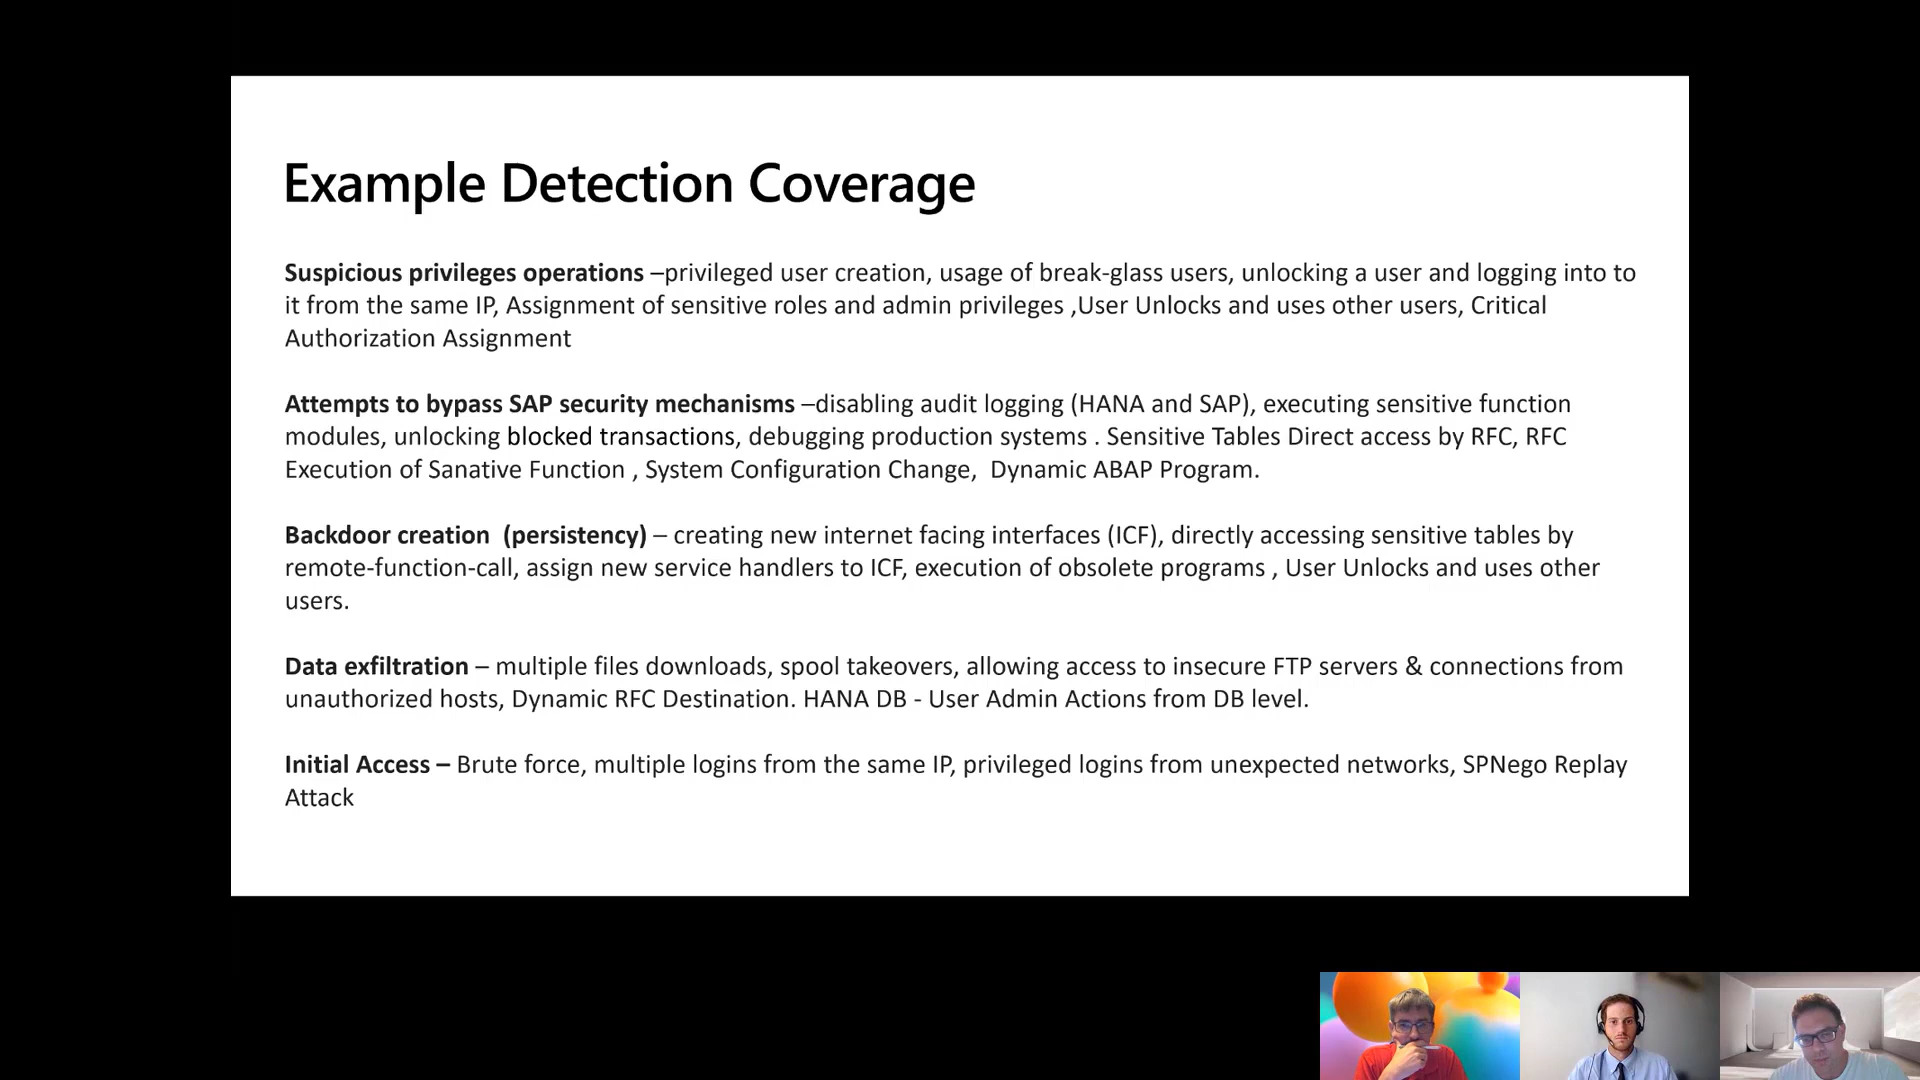 Example Detection Coverage
Suspicious privileges operations –privileged user creation, usage of break-glass users, unlocking a user and logging into to
it from the same IP, Assignment of sensitive roles and admin privileges ,User Unlocks and uses other users, Critical
Authorization Assignment
Attempts to bypass SAP security mechanisms –disabling audit logging (HANA and SAP), executing sensitive function
modules, unlocking blocked transactions, debugging production systems . Sensitive Tables Direct access by RFC, RFC
Execution of Sanative Function , System Configuration Change,  Dynamic ABAP Program.
Backdoor creation  (persistency) – creating new internet facing interfaces (ICF), directly accessing sensitive tables by
remote-function-call, assign new service handlers to ICF, execution of obsolete programs , User Unlocks and uses other
users.
Data exfiltration – multiple files downloads, spool takeovers, allowing access to insecure FTP servers & connections from
unauthorized hosts, Dynamic RFC Destination. HANA DB - User Admin Actions from DB level.
Initial Access – Brute force, multiple logins from the same IP, privileged logins from unexpected networks, SPNego Replay
Attack